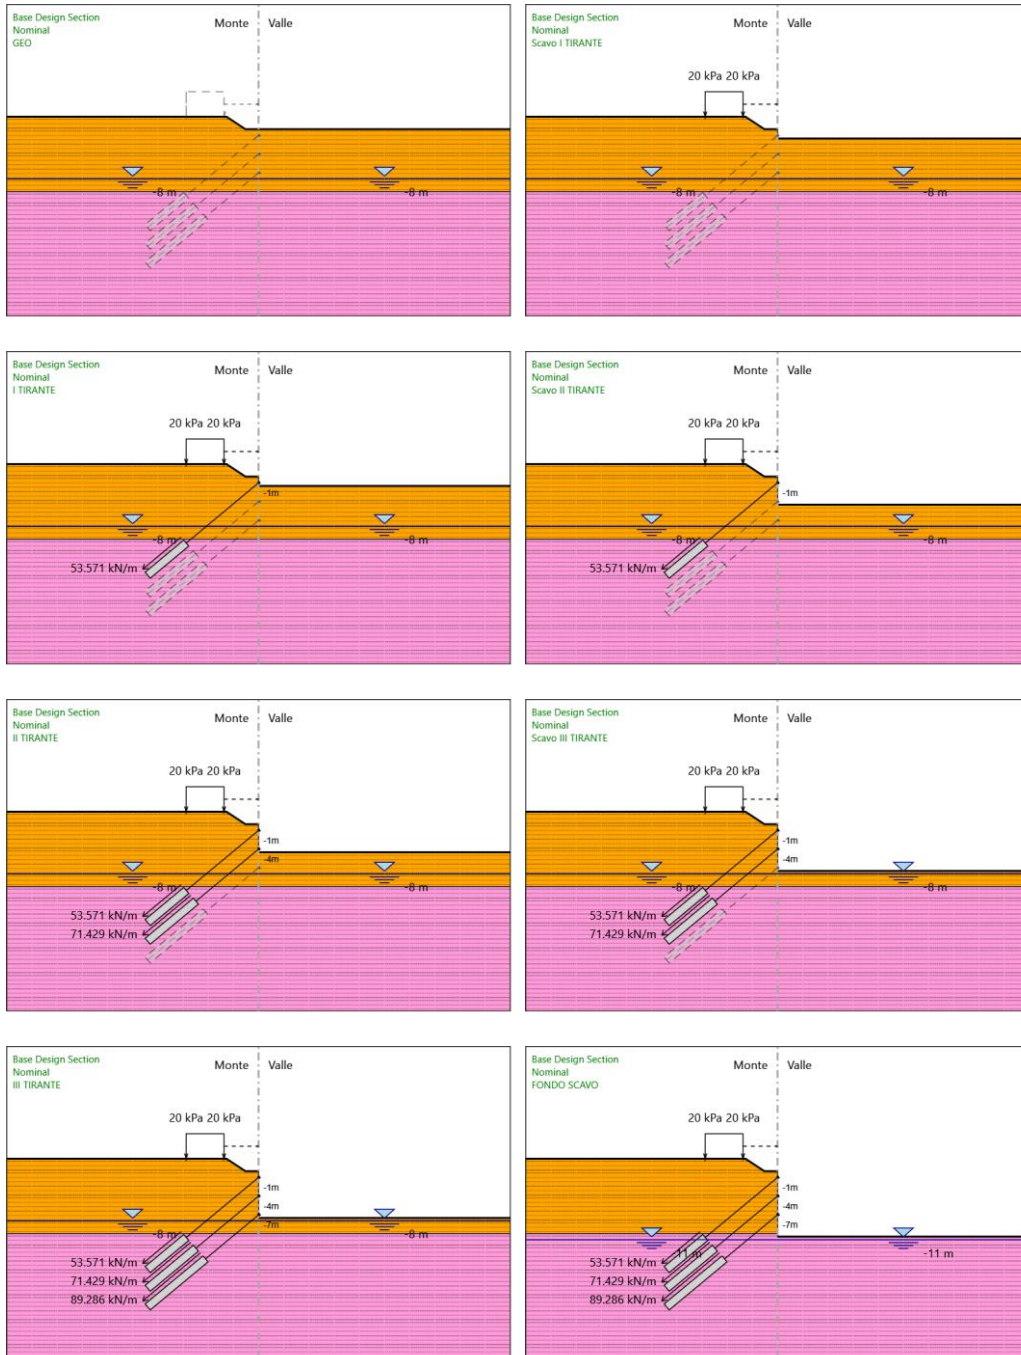 Base Design Section
Nominal
GEO
Monte
Valle
-8 m
-8 m
Base Design Section
Nominal
Scavo I TIRANTE
Monte
Valle
20 kPa 20 kPa
-8 m
-8 m
Base Design Section
Nominal
I TIRANTE
Monte
Valle
20 kPa 20 kPa
-1m
-8 m
-8 m
53.571 kN/m
Base Design Section
Nominal
Scavo II TIRANTE
Monte
Valle
20 kPa 20 kPa
-1m
-8 m
-8 m
53.571 kN/m
Base Design Section
Nominal
II TIRANTE
Monte
Valle
20 kPa 20 kPa
-1m
-4m
-8 m
-8 m
53.571 kN/m
71.429 kN/m
Base Design Section
Nominal
Scavo III TIRANTE
Monte
Valle
20 kPa 20 kPa
-1m
-4m
-8 m
-8 m
53.571 kN/m
71.429 kN/m
Base Design Section
Nominal
III TIRANTE
Monte
Valle
20 kPa 20 kPa
-1m
-4m
-7m
-8 m
-8 m
53.571 kN/m
71.429 kN/m
89.286 kN/m
Base Design Section
Nominal
FONDO SCAVO
Monte
Valle
20 kPa 20 kPa
-1m
-4m
-7m
-11 m
-11 m
53.571 kN/m
71.429 kN/m
89.286 kN/m